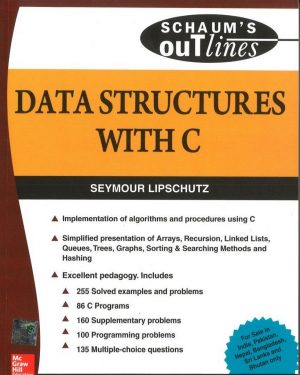 SCHAUM'S
ouTlines
DATA STRUCTURES
WITH C
SEYMOUR LIPSCHUTZ
Implementation of algorithms and procedures using C
Simplified presentation of Arrays, Recursion, Linked Lists,
Queues, Trees, Graphs, Sorting & Searching Methods and
Hashing
Excellent pedagogy. Includes
255 Solved examples and problems
86 C Programs
160 Supplementary problems
100 Programming problems
135 Multiple-choice questions
For Sale in
India, Pakistan,
Nepal, Bangladesh,
Sri Lanka and
Bhutan only
Mc
Graw
Hill